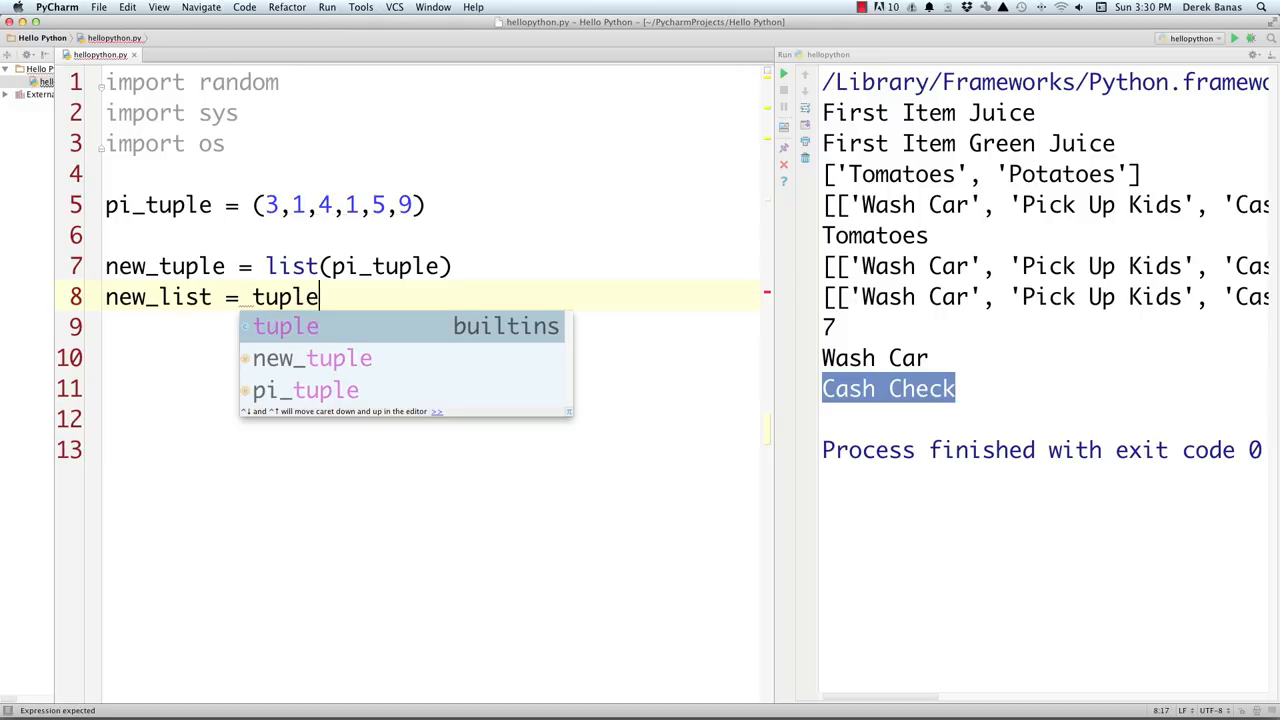 PyCharm File Edit View Navigate Code Refactor Run Tools VCS Window Help 10 8 Sun 3:30 PM Derek Banas
hellopython.py - Hello Python - [~/PycharmProjects/Hello Python]
Hello Python hellopython.py hellopython
hellopython.py Run hellopython
Hello P
hell
Externa
1 import random
2 import sys
3 import os
4
5 pi_tuple = (3,1,4,1,5,9)
6
7 new_tuple = list(pi_tuple)
8 new_list = tuple
9
10
11
12
13
tuple builtins
new_tuple
pi_tuple
^↓ and ^↑ will move caret down and up in the editor >>
/Library/Frameworks/Python.framewo
First Item Juice
First Item Green Juice
['Tomatoes', 'Potatoes']
[['Wash Car', 'Pick Up Kids', 'Cas
Tomatoes
[['Wash Car', 'Pick Up Kids', 'Cas
[['Wash Car', 'Pick Up Kids', 'Cas
7
Wash Car
Cash Check
Process finished with exit code 0
Expression expected 8:17 LF UTF-8